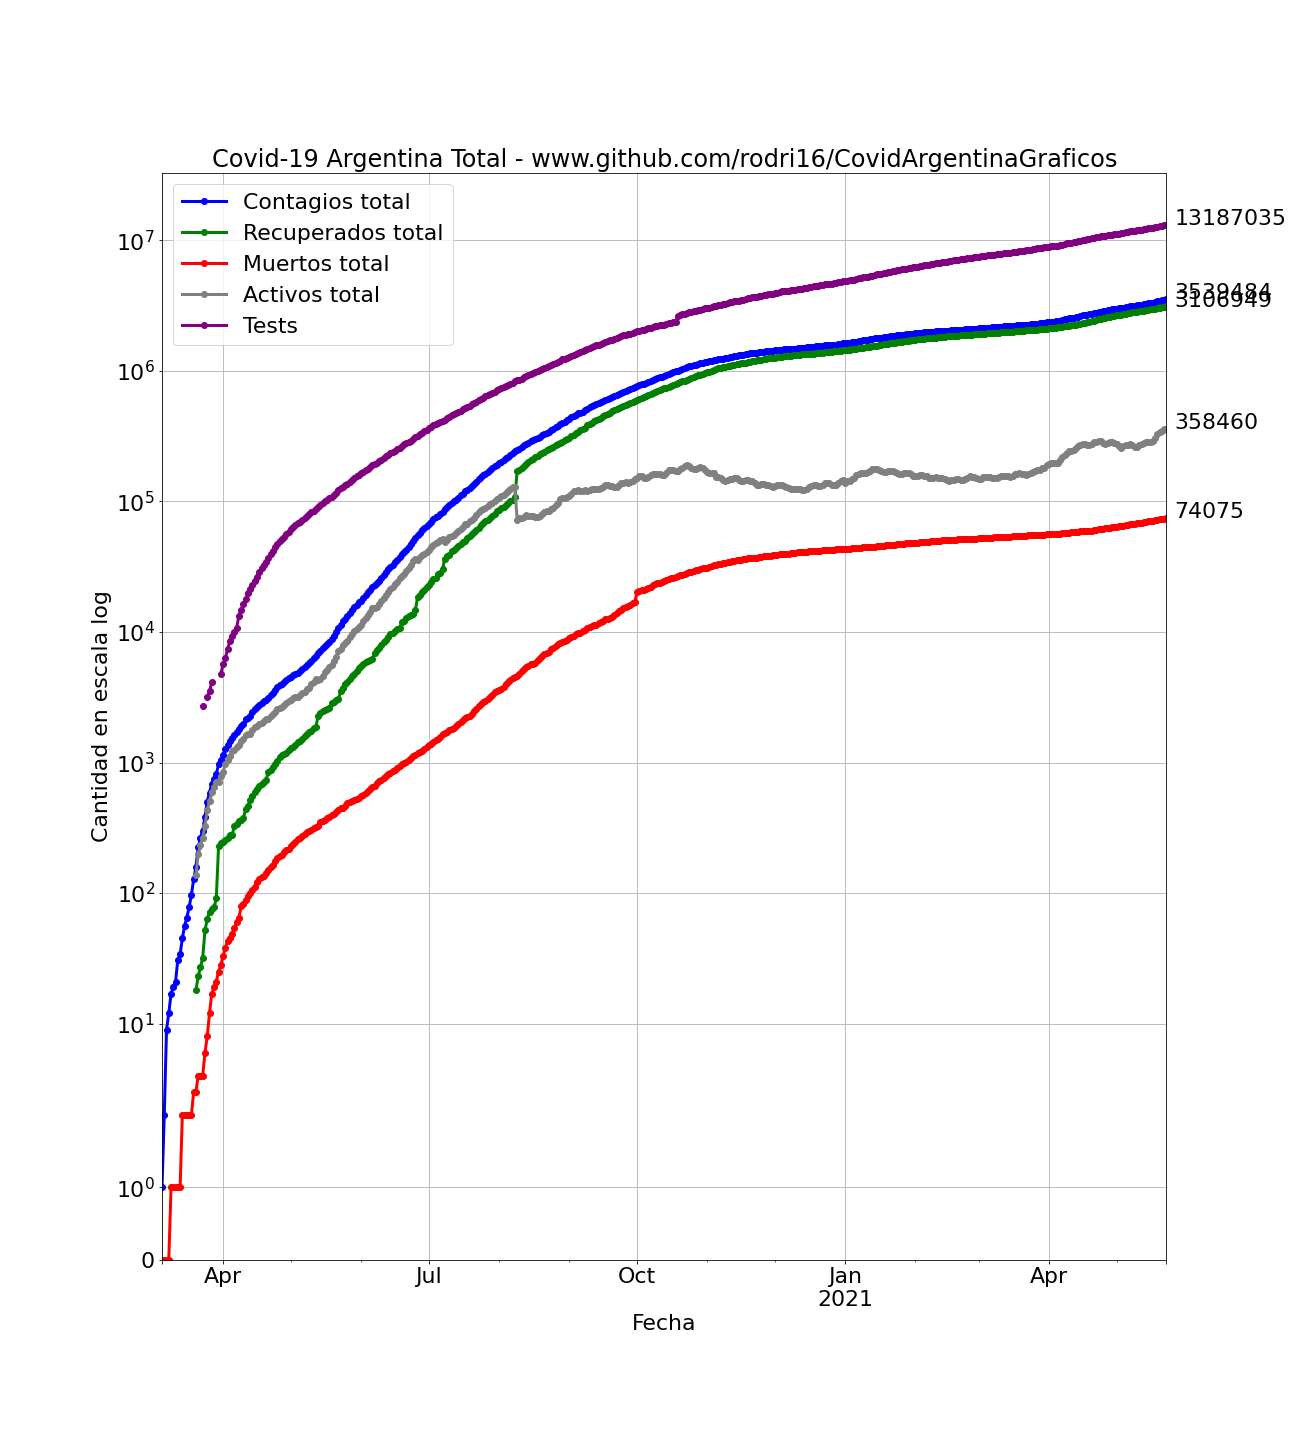 Covid-19 Argentina Total - www.github.com/rodri16/CovidArgentinaGraficos
Contagios total
Recuperados total
Muertos total
Activos total
Tests
13187035
3539484
3106949
358460
74075
10^7
10^6
10^5
10^4
10^3
10^2
10^1
10^0
0
Cantidad en escala log
Apr
Jul
Oct
Jan
2021
Apr
Fecha